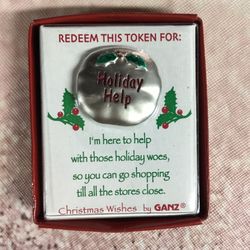 REDEEM THIS TOKEN FOR:
Holiday
Help
I'm here to help
with those holiday woes,
so you can go shopping
till all the stores close.
Christmas Wishes by GANZ®